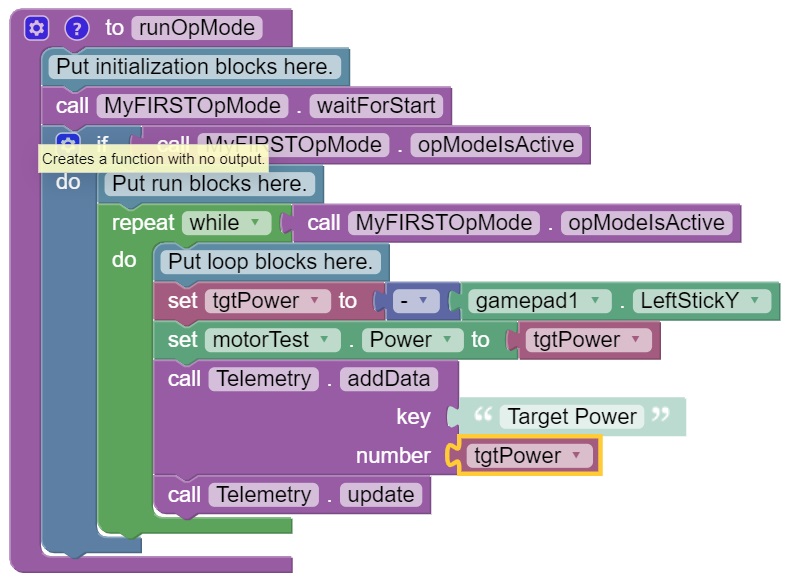 ? to runOpMode
Put initialization blocks here.
call MyFIRSTOpMode . waitForStart
if call MyFIRSTOpMode . opModeIsActive
Creates a function with no output.
do Put run blocks here.
repeat while call MyFIRSTOpMode . opModeIsActive
do Put loop blocks here.
set tgtPower to - gamepad1 . LeftStickY
set motorTest . Power to tgtPower
call Telemetry . addData
key “ Target Power ”
number tgtPower
call Telemetry . update